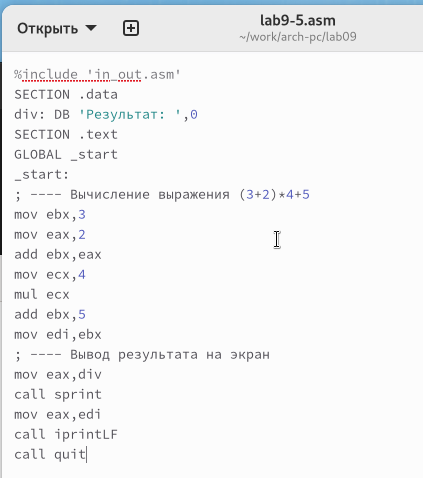 Открыть
lab9-5.asm
~/work/arch-pc/lab09
%include 'in_out.asm'
SECTION .data
div: DB 'Результат: ',0
SECTION .text
GLOBAL _start
_start:
; ---- Вычисление выражения (3+2)*4+5
mov ebx,3
mov eax,2
add ebx,eax
mov ecx,4
mul ecx
add ebx,5
mov edi,ebx
; ---- Вывод результата на экран
mov eax,div
call sprint
mov eax,edi
call iprintLF
call quit